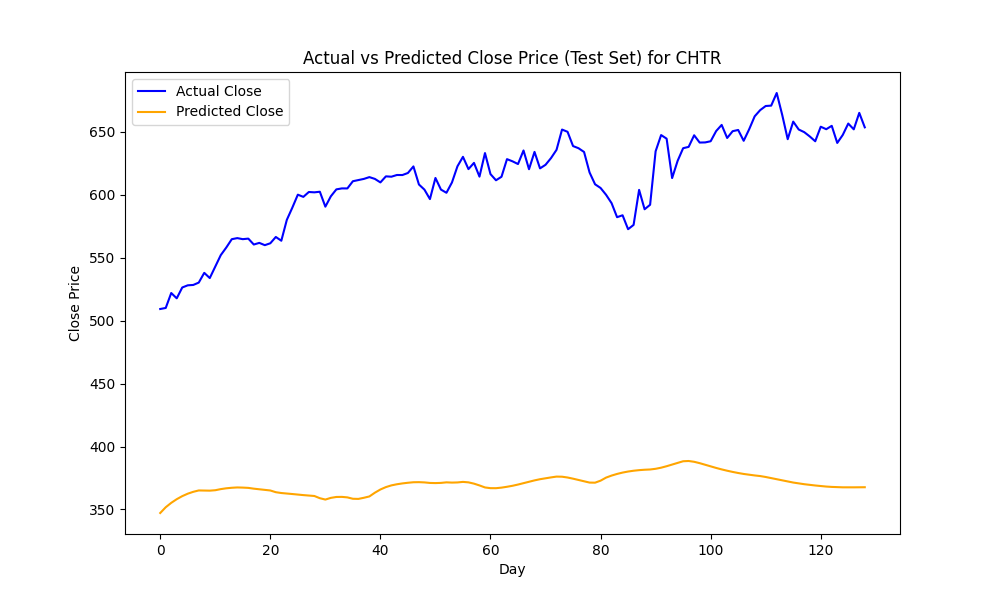 Actual vs Predicted Close Price (Test Set) for CHTR
Actual Close
Predicted Close
Close Price
650
600
550
500
450
400
350
0 20 40 60 80 100 120
Day